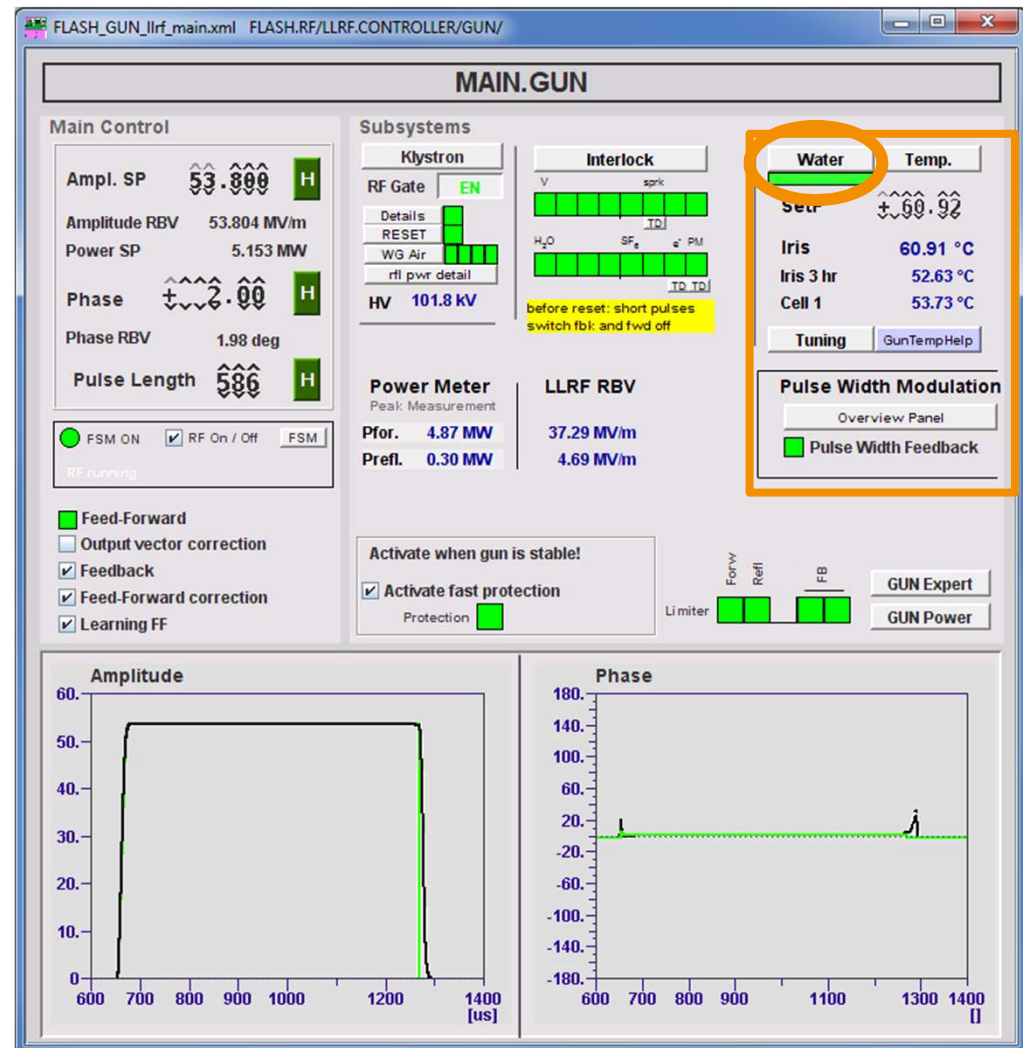 FLASH_GUN_llrf_main.xml FLASH.RF/LLRF.CONTROLLER/GUN/
MAIN.GUN
Main Control
Ampl. SP 53.800 H
Amplitude RBV 53.804 MV/m
Power SP 5.153 MW
Phase ± 2.00 H
Phase RBV 1.98 deg
Pulse Length 586 H
FSM ON RF On / Off FSM
RF running
Feed-Forward
Output vector correction
Feedback
Feed-Forward correction
Learning FF
Subsystems
Klystron
RF Gate EN
Details
RESET
WG Air
rfl pwr detail
HV 101.8 kV
Interlock
V sprk
TD
H₂O SF₆ e⁻ PM
TD TD
before reset: short pulses
switch fbk and fwd off
Power Meter
Peak Measurement
Pfor. 4.87 MW
Prefl. 0.30 MW
LLRF RBV
37.29 MV/m
4.69 MV/m
Water Temp.
SetP ± 60.92
Iris 60.91 °C
Iris 3 hr 52.63 °C
Cell 1 53.73 °C
Tuning GunTempHelp
Pulse Width Modulation
Overview Panel
Pulse Width Feedback
Activate when gun is stable!
Activate fast protection
Protection
Limiter
Forw
Refl
FB
GUN Expert
GUN Power
Amplitude
60.
50.
40.
30.
20.
10.
0
600 700 800 900 1000 1200 1400
[us]
Phase
180.
140.
100.
60.
20.
-20.
-60.
-100.
-140.
-180.
600 700 800 900 1100 1300 1400
[]